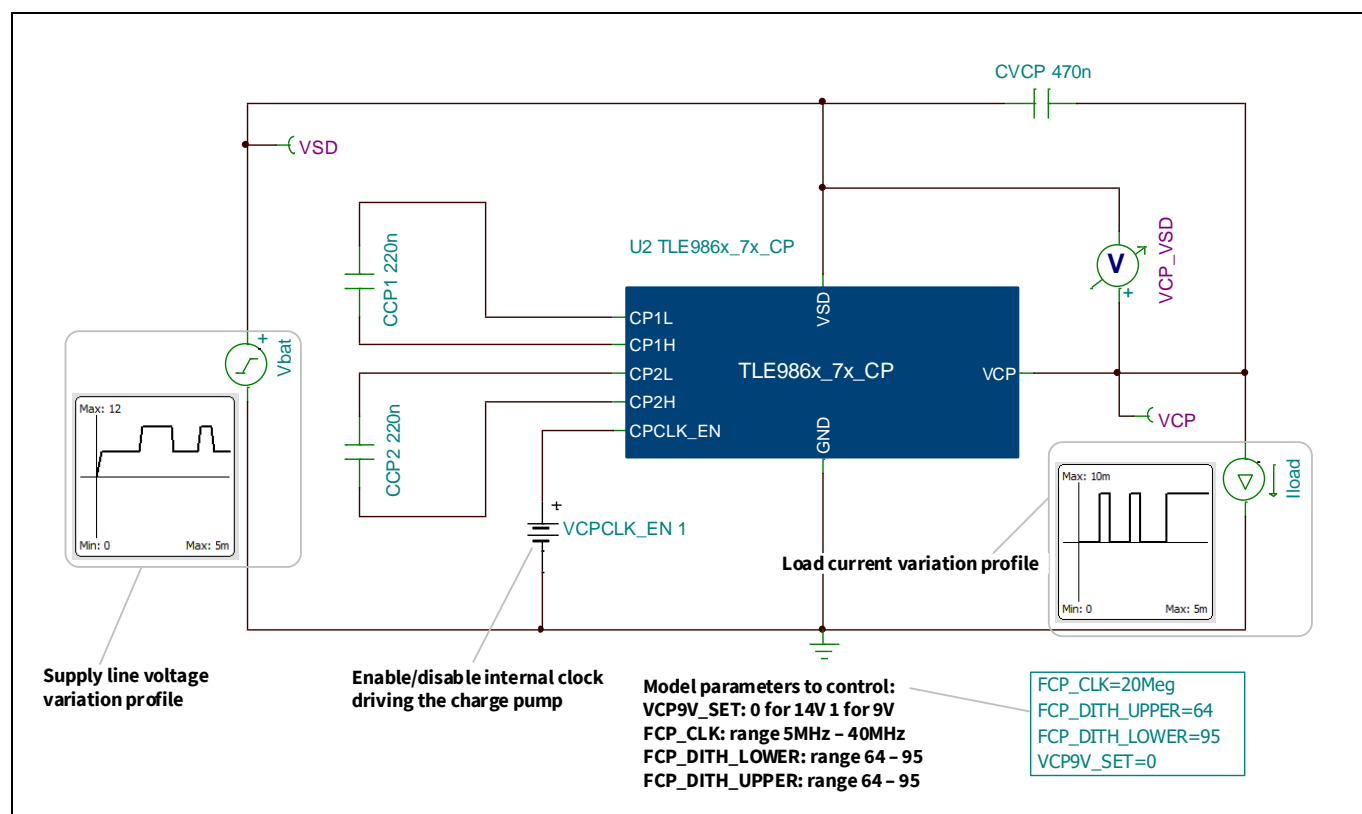 CVCP 470n
VSD
U2 TLE986x_7x_CP
VCP_VSD
V
+
CCP1 220n
CP1L
CP1H
CP2L
CP2H
CPCLK_EN
VSD
TLE986x_7x_CP
VCP
GND
VCP
+
Vbat
Max: 12
Min: 0
Max: 5m
CCP2 220n
+
VCPCLK_EN 1
Max: 10m
Min: 0
Max: 5m
-
Iload
Load current variation profile
Supply line voltage
variation profile
Enable/disable internal clock
driving the charge pump
Model parameters to control:
VCP9V_SET: 0 for 14V 1 for 9V
FCP_CLK: range 5MHz – 40MHz
FCP_DITH_LOWER: range 64 – 95
FCP_DITH_UPPER: range 64 – 95
FCP_CLK=20Meg
FCP_DITH_UPPER=64
FCP_DITH_LOWER=95
VCP9V_SET=0